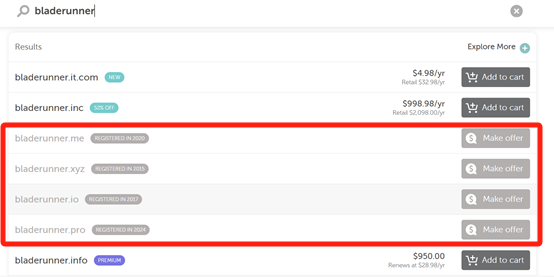 bladerunner
Results Explore More
bladerunner.it.com NEW $4.98/yr Add to cart
Retail $32.98/yr
bladerunner.inc 52% OFF $998.98/yr Add to cart
Retail $2,098.00/yr
bladerunner.me REGISTERED IN 2020 Make offer
bladerunner.xyz REGISTERED IN 2015 Make offer
bladerunner.io REGISTERED IN 2017 Make offer
bladerunner.pro REGISTERED IN 2024 Make offer
bladerunner.info PREMIUM $950.00 Add to cart
Renews at $28.98/yr